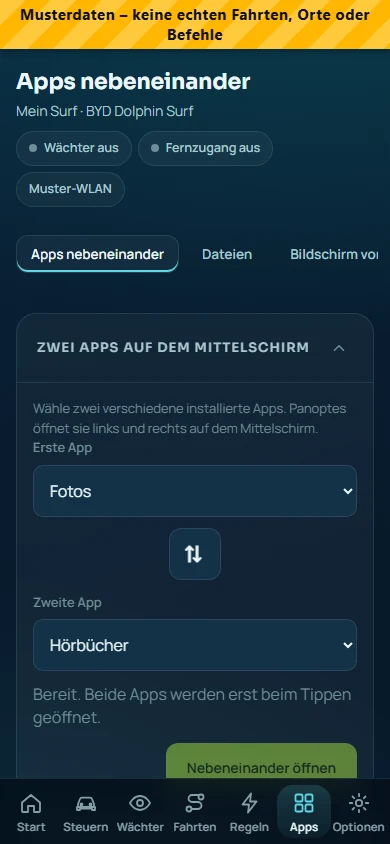 Musterdaten – keine echten Fahrten, Orte oder
Befehle
Apps nebeneinander
Mein Surf · BYD Dolphin Surf
Wächter aus
Fernzugang aus
Muster-WLAN
Apps nebeneinander
Dateien
Bildschirm vor
ZWEI APPS AUF DEM MITTELSCHIRM
Wähle zwei verschiedene installierte Apps. Panoptes
öffnet sie links und rechts auf dem Mittelschirm.
Erste App
Fotos
Zweite App
Hörbücher
Bereit. Beide Apps werden erst beim Tippen
geöffnet.
Nebeneinander öffnen
Start
Steuern
Wächter
Fahrten
Regeln
Apps
Optionen